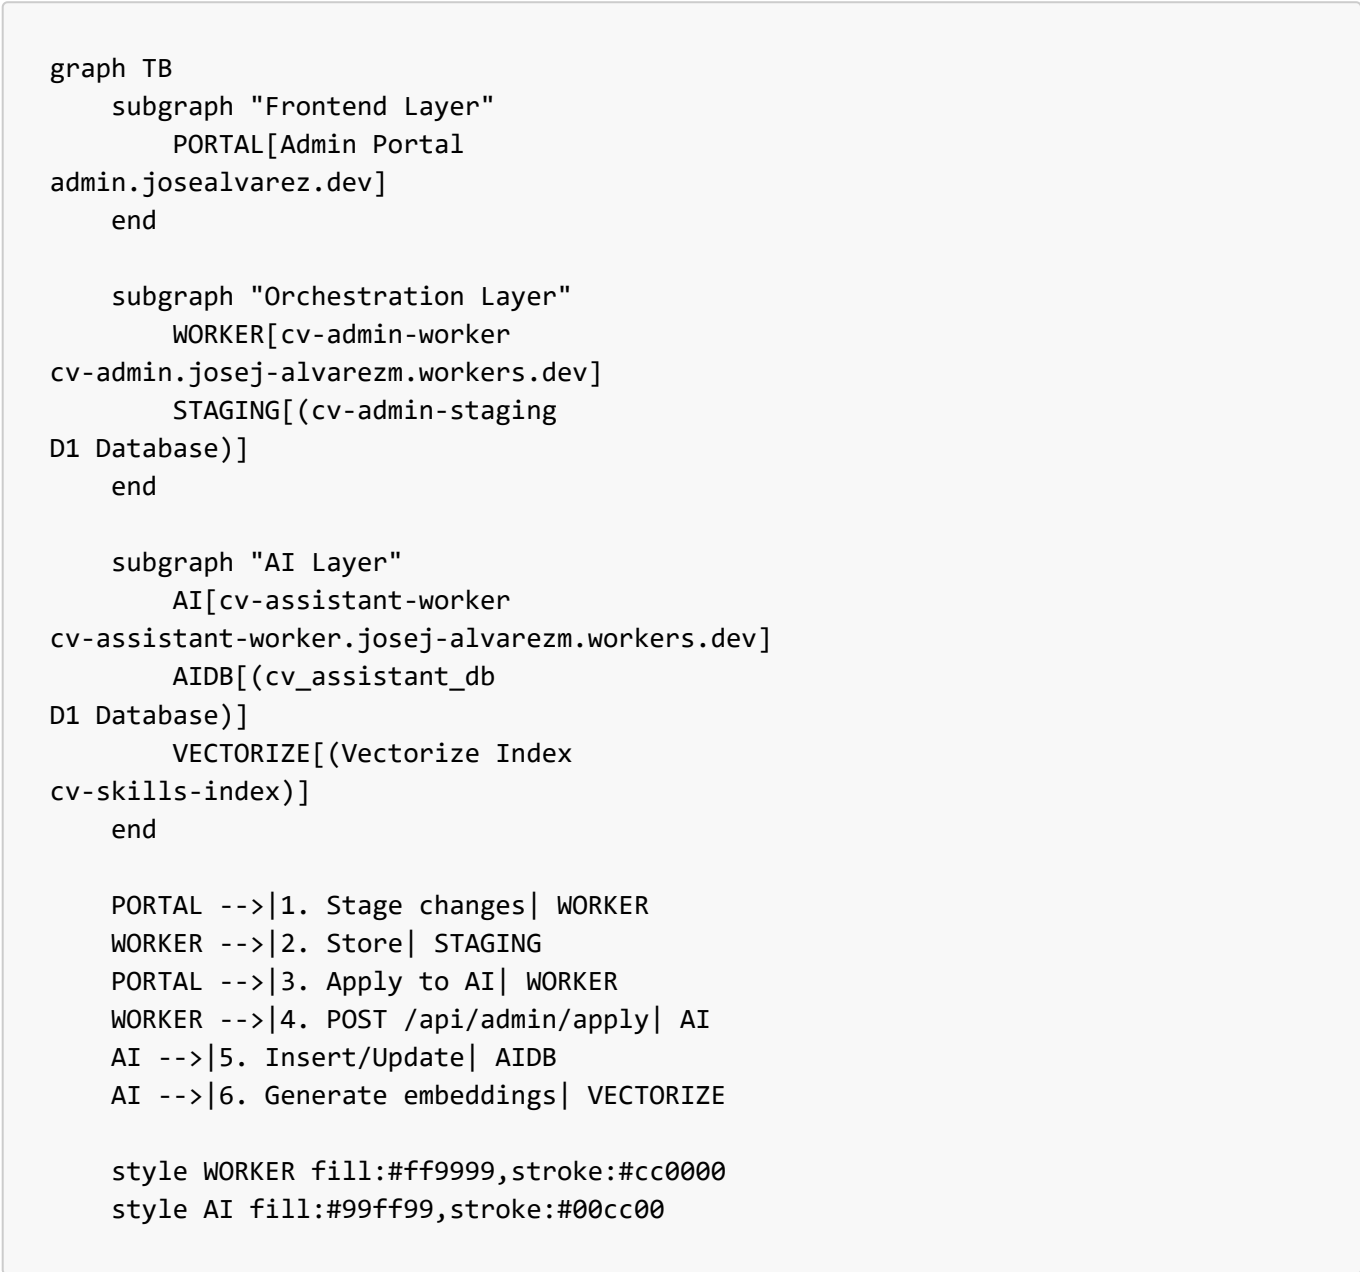 graph TB
    subgraph "Frontend Layer"
        PORTAL[Admin Portal
admin.josealvarez.dev]
    end

    subgraph "Orchestration Layer"
        WORKER[cv-admin-worker
cv-admin.josej-alvarezm.workers.dev]
        STAGING[(cv-admin-staging
D1 Database)]
    end

    subgraph "AI Layer"
        AI[cv-assistant-worker
cv-assistant-worker.josej-alvarezm.workers.dev]
        AIDB[(cv_assistant_db
D1 Database)]
        VECTORIZE[(Vectorize Index
cv-skills-index)]
    end

    PORTAL -->|1. Stage changes| WORKER
    WORKER -->|2. Store| STAGING
    PORTAL -->|3. Apply to AI| WORKER
    WORKER -->|4. POST /api/admin/apply| AI
    AI -->|5. Insert/Update| AIDB
    AI -->|6. Generate embeddings| VECTORIZE

    style WORKER fill:#ff9999,stroke:#cc0000
    style AI fill:#99ff99,stroke:#00cc00